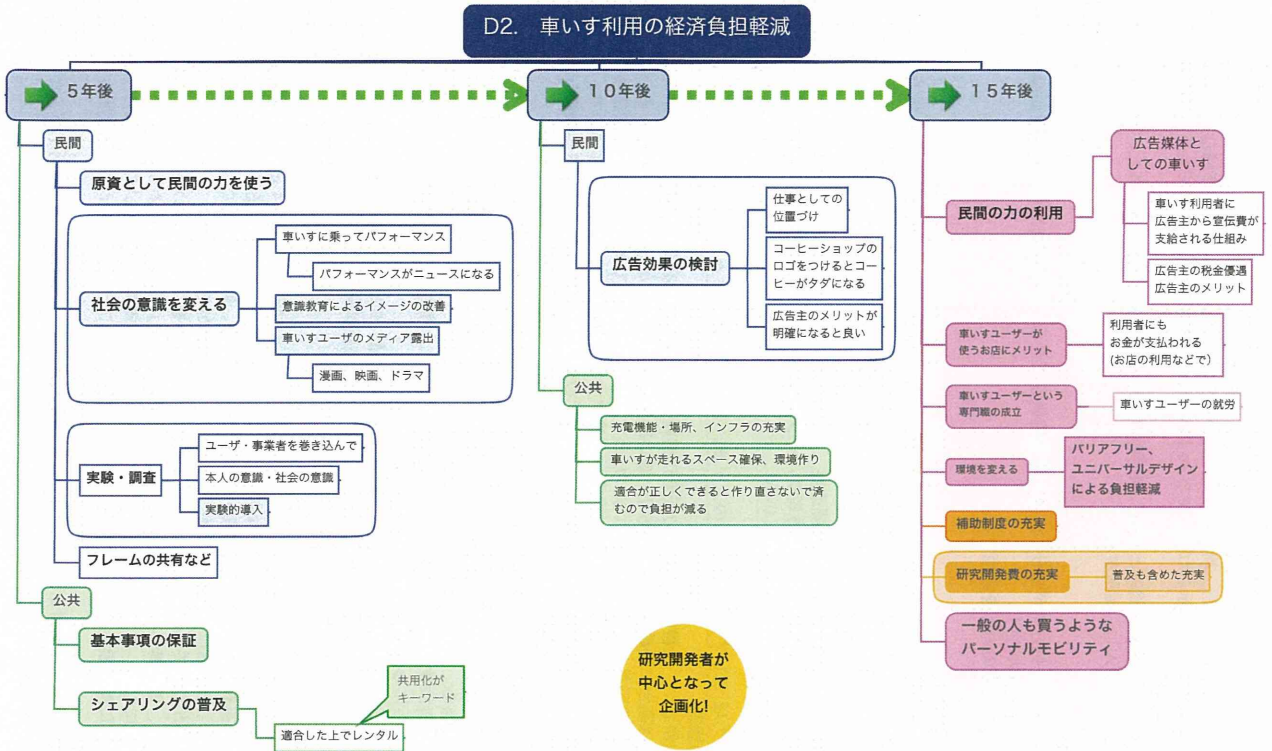 D2. 車いす利用の経済負担軽減
5年後
民間
原資として民間の力を使う
社会の意識を変える
車いすに乗ってパフォーマンス
パフォーマンスがニュースになる
意識教育によるイメージの改善
車いすユーザのメディア露出
漫画、映画、ドラマ
実験・調査
ユーザ・事業者を巻き込んで
本人の意識・社会の意識
実験的導入
フレームの共有など
公共
基本事項の保証
シェアリングの普及
共用化が
キーワード
適合した上でレンタル
10年後
民間
広告効果の検討
仕事としての
位置づけ
コーヒーショップの
ロゴをつけるとコー
ヒーがタダになる
広告主のメリットが
明確になると良い
公共
充電機能・場所、インフラの充実
車いすが走れるスペース確保、環境作り
適合が正しくできると作り直さないで済
むので負担が減る
研究開発者が
中心となって
企画化!
15年後
民間の力の利用
広告媒体と
しての車いす
車いす利用者に
広告主から宣伝費が
支給される仕組み
広告主の税金優遇
広告主のメリット
車いすユーザーが
使うお店にメリット
利用者にも
お金が支払われる
(お店の利用などで)
車いすユーザーという
専門職の成立
車いすユーザーの就労
環境を変える
バリアフリー、
ユニバーサルデザイン
による負担軽減
補助制度の充実
研究開発費の充実
普及も含めた充実
一般の人も買うような
パーソナルモビリティ